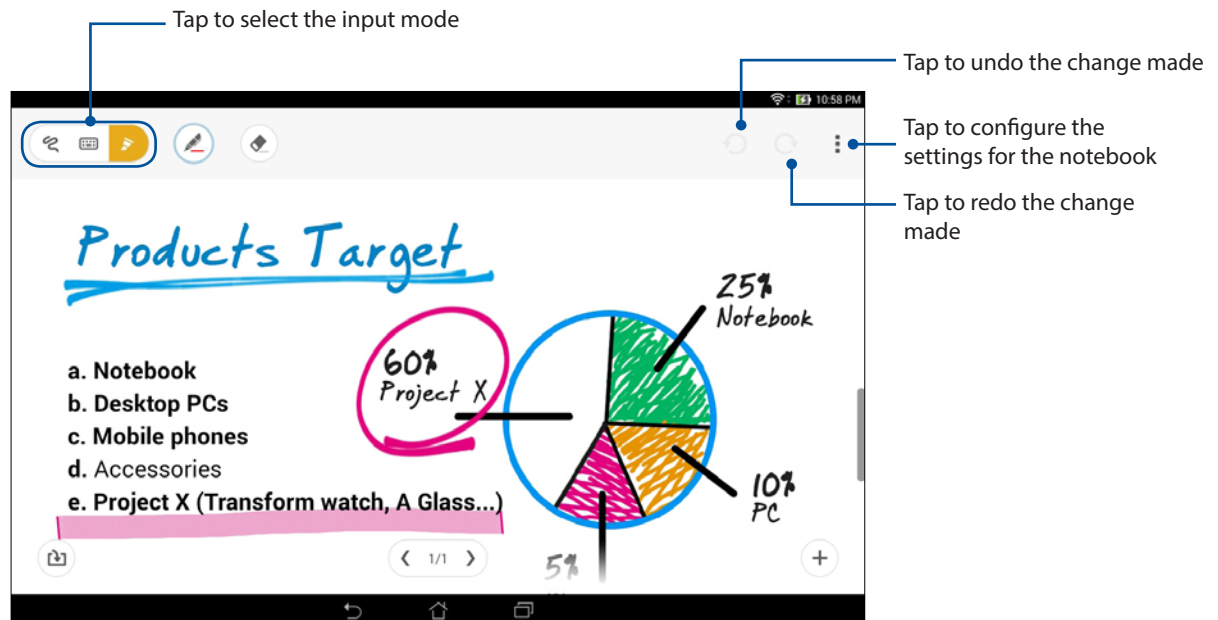 Tap to select the input mode
Tap to undo the change made
10:58 PM
Tap to configure the
settings for the notebook
Tap to redo the change
made
Products Target
25%
Notebook
60%
Project X
a. Notebook
b. Desktop PCs
c. Mobile phones
d. Accessories
e. Project X (Transform watch, A Glass...)
10%
PC
1/1
5%